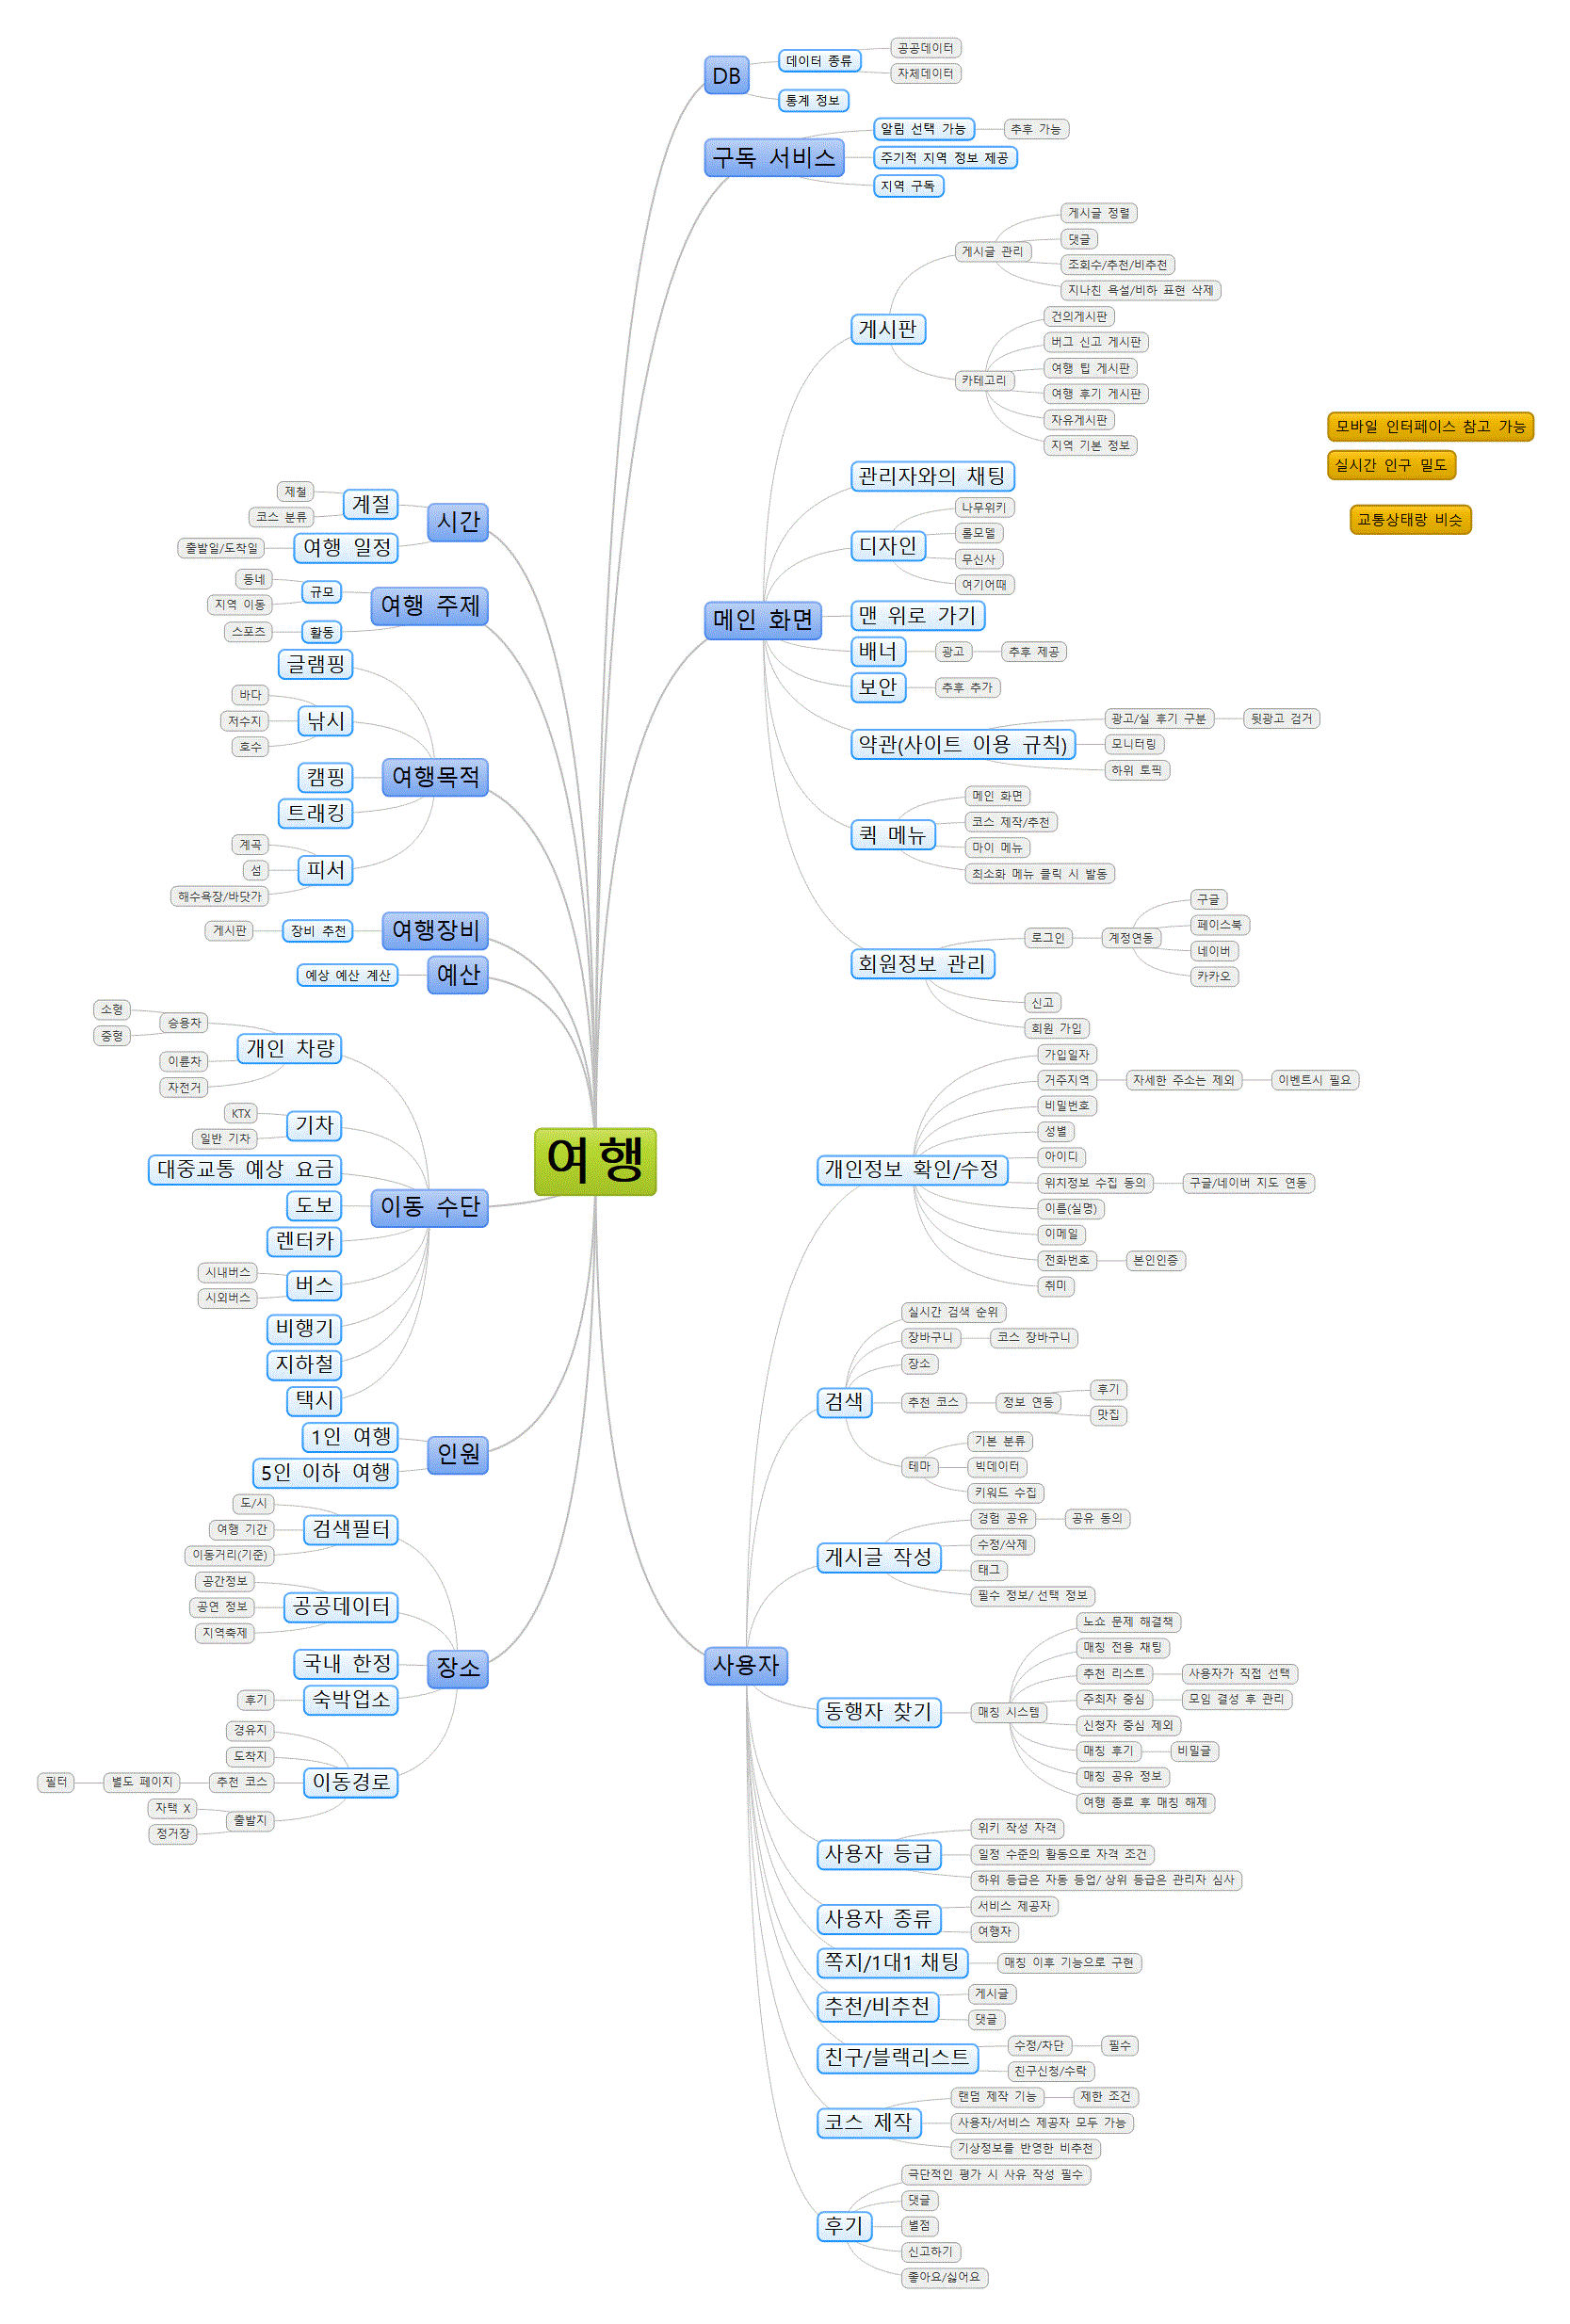 여행
DB
데이터 종류
공공데이터
자체데이터
통계 정보
구독 서비스
알림 선택 가능
추후 가능
주기적 지역 정보 제공
지역 구독
메인 화면
게시판
게시글 관리
게시글 정렬
댓글
조회수/추천/비추천
지나친 욕설/비하 표현 삭제
카테고리
건의게시판
버그 신고 게시판
여행 팁 게시판
여행 후기 게시판
자유게시판
지역 기본 정보
관리자와의 채팅
디자인
나무위키
롤모델
무신사
여기어때
맨 위로 가기
배너
광고
추후 제공
보안
추후 추가
약관(사이트 이용 규칙)
광고/실 후기 구분
뒷광고 검거
모니터링
하위 토픽
퀵 메뉴
메인 화면
코스 제작/추천
마이 메뉴
최소화 메뉴 클릭 시 발동
회원정보 관리
로그인
계정연동
구글
페이스북
네이버
카카오
신고
회원 가입
사용자
개인정보 확인/수정
가입일자
거주지역
자세한 주소는 제외
이벤트시 필요
비밀번호
성별
아이디
위치정보 수집 동의
구글/네이버 지도 연동
이름(실명)
이메일
전화번호
본인인증
취미
검색
실시간 검색 순위
장바구니
코스 장바구니
장소
추천 코스
정보 연동
후기
맛집
테마
기본 분류
빅데이터
키워드 수집
게시글 작성
경험 공유
공유 동의
수정/삭제
태그
필수 정보/ 선택 정보
동행자 찾기
매칭 시스템
노쇼 문제 해결책
매칭 전용 채팅
추천 리스트
사용자가 직접 선택
주최자 중심
모임 결성 후 관리
신청자 중심 제외
매칭 후기
비밀글
매칭 공유 정보
여행 종료 후 매칭 해제
사용자 등급
위키 작성 자격
일정 수준의 활동으로 자격 조건
하위 등급은 자동 등업/ 상위 등급은 관리자 심사
사용자 종류
서비스 제공자
여행자
쪽지/1대1 채팅
매칭 이후 기능으로 구현
추천/비추천
게시글
댓글
친구/블랙리스트
수정/차단
필수
친구신청/수락
코스 제작
랜덤 제작 기능
제한 조건
사용자/서비스 제공자 모두 가능
기상정보를 반영한 비추천
후기
극단적인 평가 시 사유 작성 필수
댓글
별점
신고하기
좋아요/싫어요
시간
계절
제철
코스 분류
여행 일정
출발일/도착일
여행 주제
규모
동네
지역 이동
활동
스포츠
여행목적
글램핑
낚시
바다
저수지
호수
캠핑
트래킹
피서
계곡
섬
해수욕장/바닷가
여행장비
장비 추천
게시판
예산
예상 예산 계산
이동 수단
개인 차량
승용차
소형
중형
이륜차
자전거
기차
KTX
일반 기차
대중교통 예상 요금
도보
렌터카
버스
시내버스
시외버스
비행기
지하철
택시
인원
1인 여행
5인 이하 여행
장소
검색필터
도/시
여행 기간
이동거리(기준)
공공데이터
공간정보
공연 정보
지역축제
국내 한정
숙박업소
후기
이동경로
경유지
도착지
추천 코스
별도 페이지
필터
출발지
자택 X
정거장
모바일 인터페이스 참고 가능
실시간 인구 밀도
교통상태랑 비슷